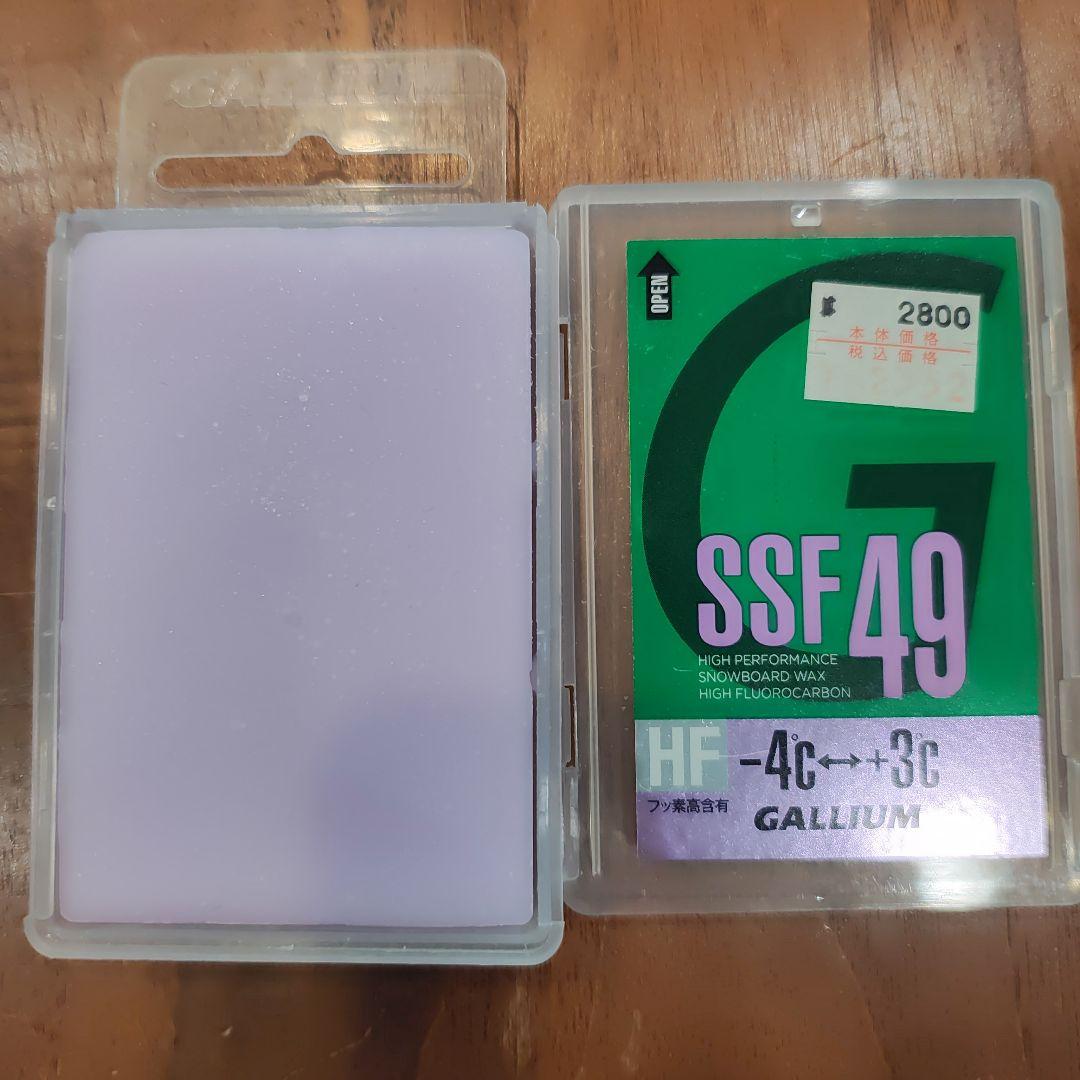 GALLIUM
OPEN
2800
本体価格
税込価格
SSF49
HIGH PERFORMANCE
SNOWBOARD WAX
HIGH FLUOROCARBON
HF
-4℃↔+3℃
フッ素高含有
GALLIUM